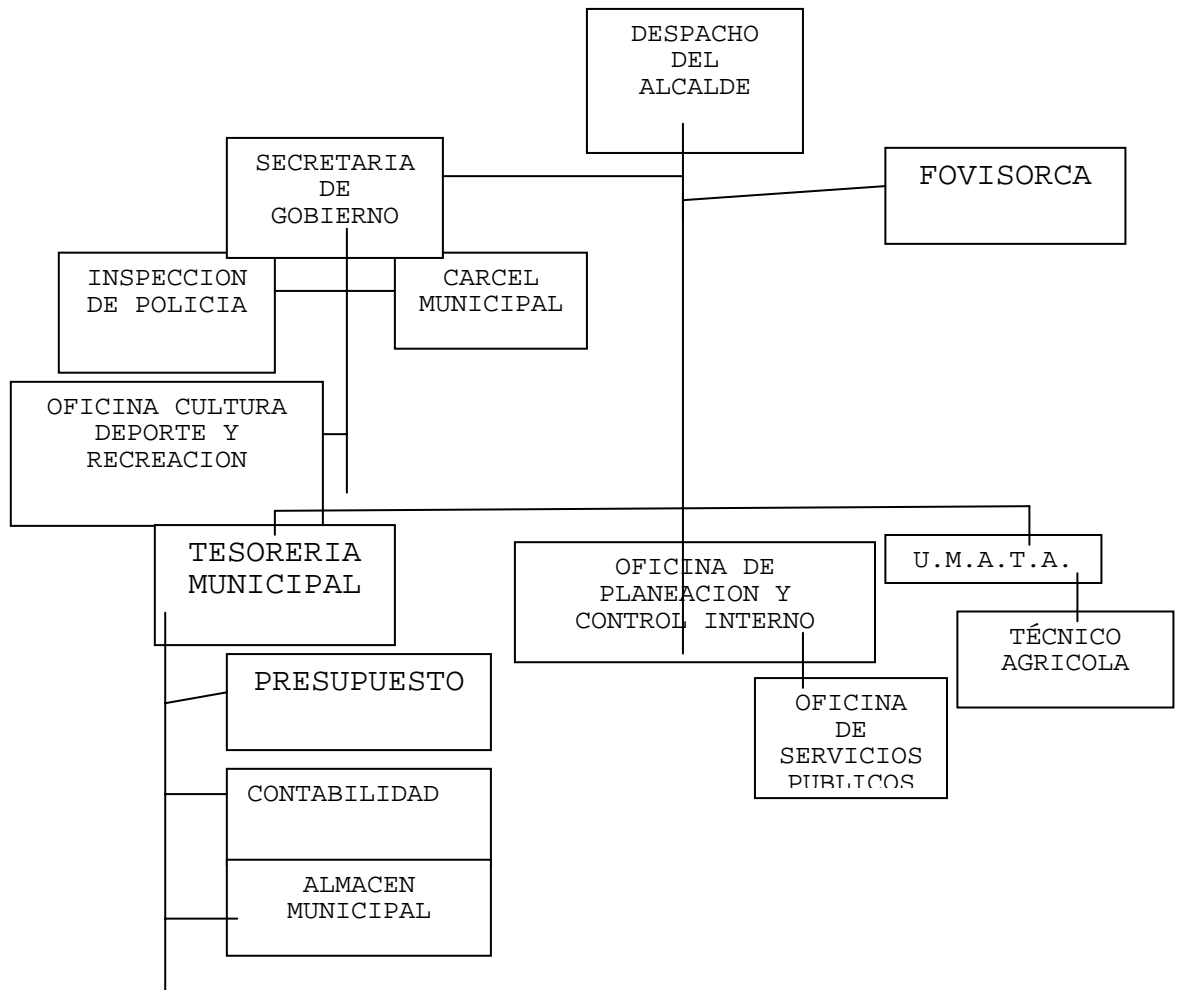 DESPACHO
DEL
ALCALDE
SECRETARIA
DE
GOBIERNO
FOVISORCA
INSPECCION
DE POLICIA
CARCEL
MUNICIPAL
OFICINA CULTURA
DEPORTE Y
RECREACION
TESORERIA
MUNICIPAL
OFICINA DE
PLANEACION Y
CONTROL INTERNO
U.M.A.T.A.
TÉCNICO
AGRICOLA
OFICINA
DE
SERVICIOS
PUBLICOS
PRESUPUESTO
CONTABILIDAD
ALMACEN
MUNICIPAL